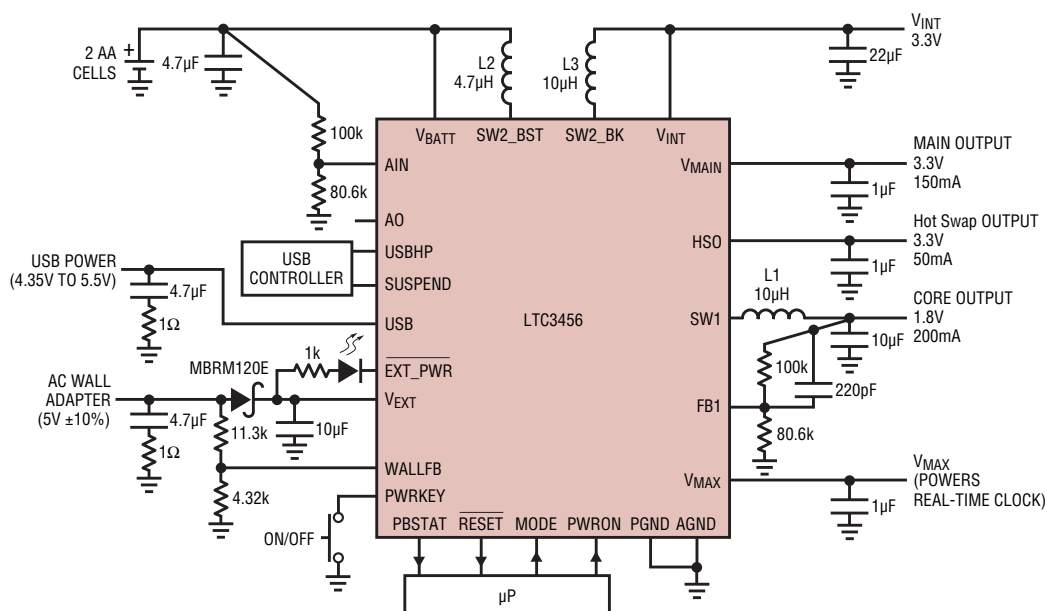 2 AA
CELLS
+
4.7µF
L2
4.7µH
L3
10µH
22µF
VINT
3.3V
100k
80.6k
VBATT
SW2_BST
SW2_BK
VINT
AIN
AO
USBHP
SUSPEND
USB
EXT_PWR
VEXT
WALLFB
PWRKEY
PBSTAT
RESET
MODE
PWRON
PGND
AGND
LTC3456
VMAIN
HSO
SW1
FB1
VMAX
MAIN OUTPUT
3.3V
150mA
1µF
Hot Swap OUTPUT
3.3V
50mA
1µF
L1
10µH
CORE OUTPUT
1.8V
200mA
10µF
100k
220pF
80.6k
VMAX
(POWERS
REAL-TIME CLOCK)
1µF
USB
CONTROLLER
USB POWER
(4.35V TO 5.5V)
4.7µF
1Ω
1k
MBRM120E
AC WALL
ADAPTER
(5V ±10%)
4.7µF
1Ω
11.3k
10µF
4.32k
ON/OFF
µP